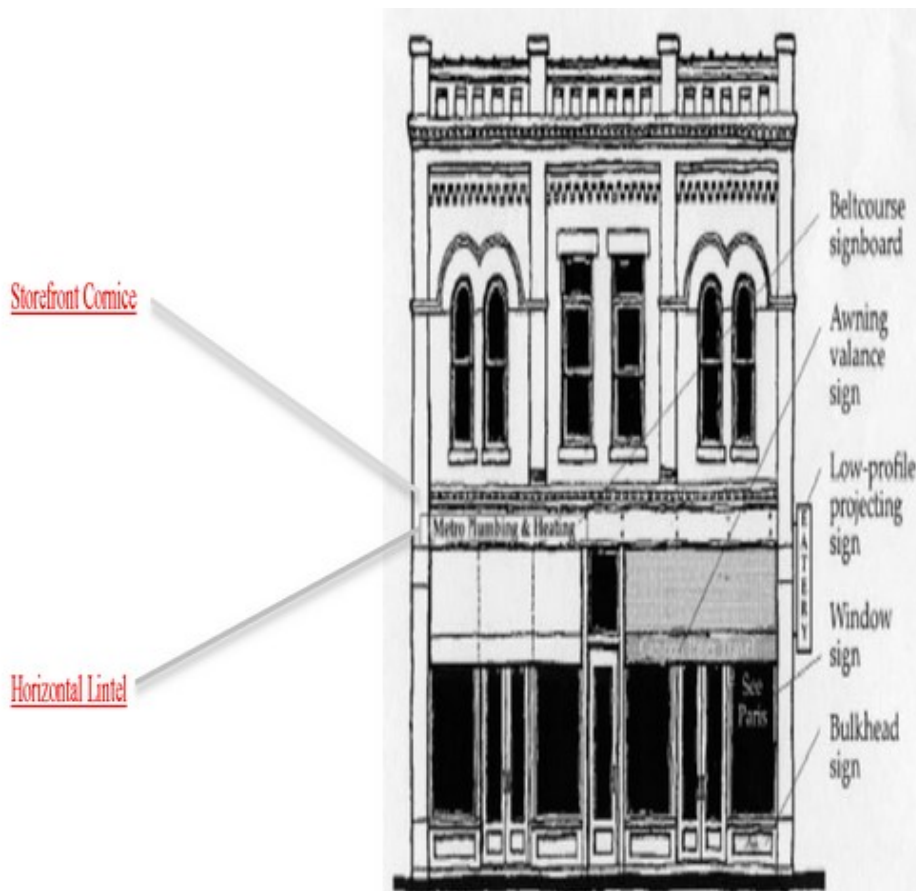 Storefront Cornice
Horizontal Lintel
Metro Plumbing & Heating
See
Paris
EATERY
Beltcourse
signboard
Awning
valance
sign
Low-profile
projecting
sign
Window
sign
Bulkhead
sign